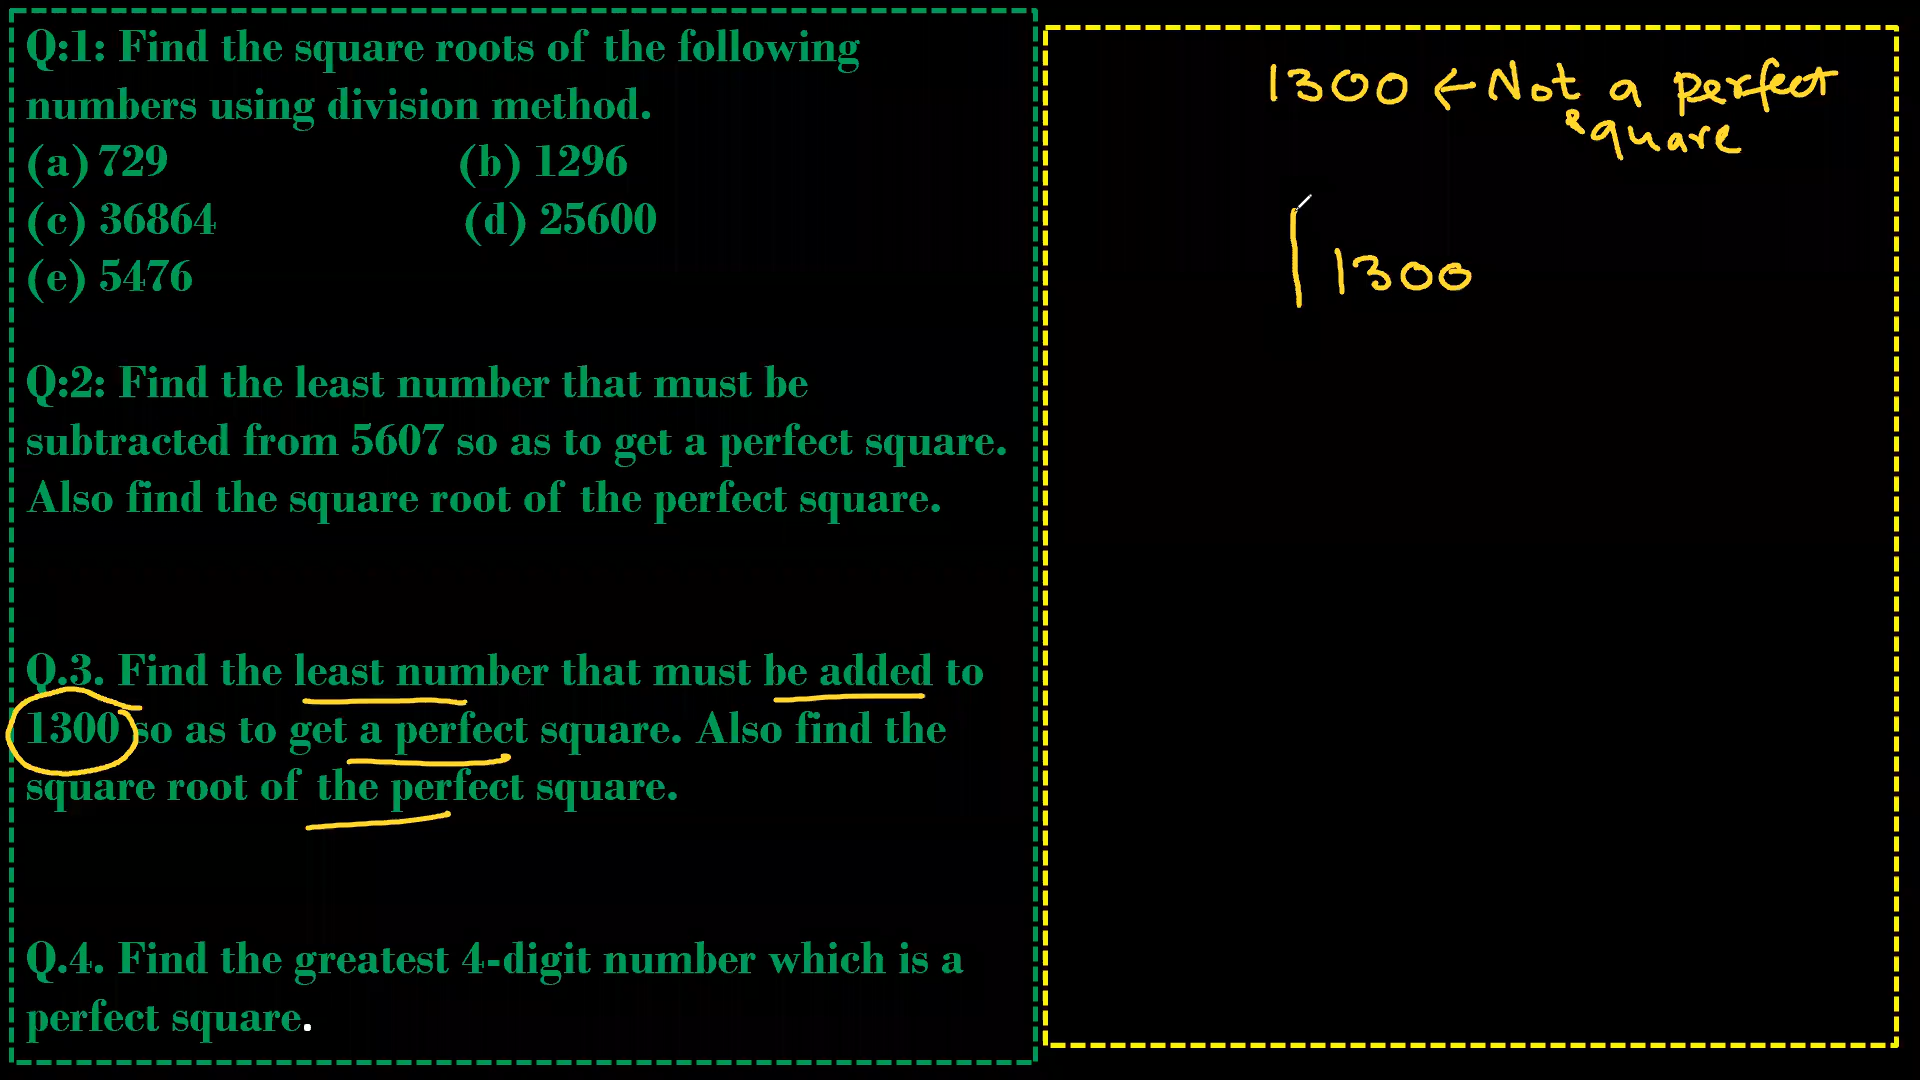 Q:1: Find the square roots of the following
numbers using division method.
(a) 729 (b) 1296
(c) 36864 (d) 25600
(e) 5476
Q:2: Find the least number that must be
subtracted from 5607 so as to get a perfect square.
Also find the square root of the perfect square.
Q.3. Find the least number that must be added to
1300 so as to get a perfect square. Also find the
square root of the perfect square.
Q.4. Find the greatest 4-digit number which is a
perfect square.
1300 ← Not a perfect
square
1300